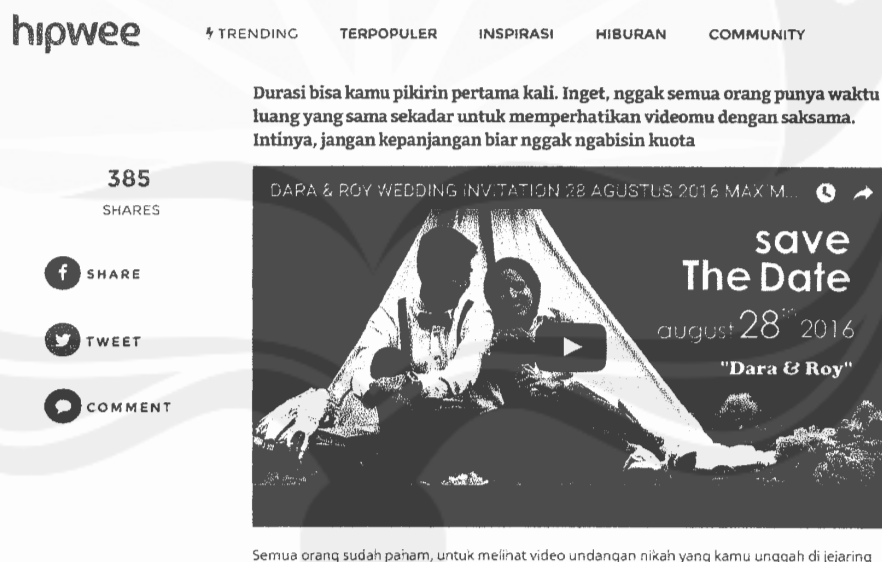 hipwee
TRENDING TERPOPULER INSPIRASI HIBURAN COMMUNITY
Durasi bisa kamu pikirin pertama kali. Inget, nggak semua orang punya waktu
luang yang sama sekadar untuk memperhatikan videomu dengan saksama.
Intinya, jangan kepanjangan biar nggak ngabisin kuota
385
SHARES
SHARE
TWEET
COMMENT
DARA & ROY WEDDING INVITATION 28 AGUSTUS 2016 MAX'M...
save
The Date
august 28th 2016
"Dara & Roy"
Semua orang sudah paham, untuk melihat video undangan nikah yang kamu unggah di jejaring